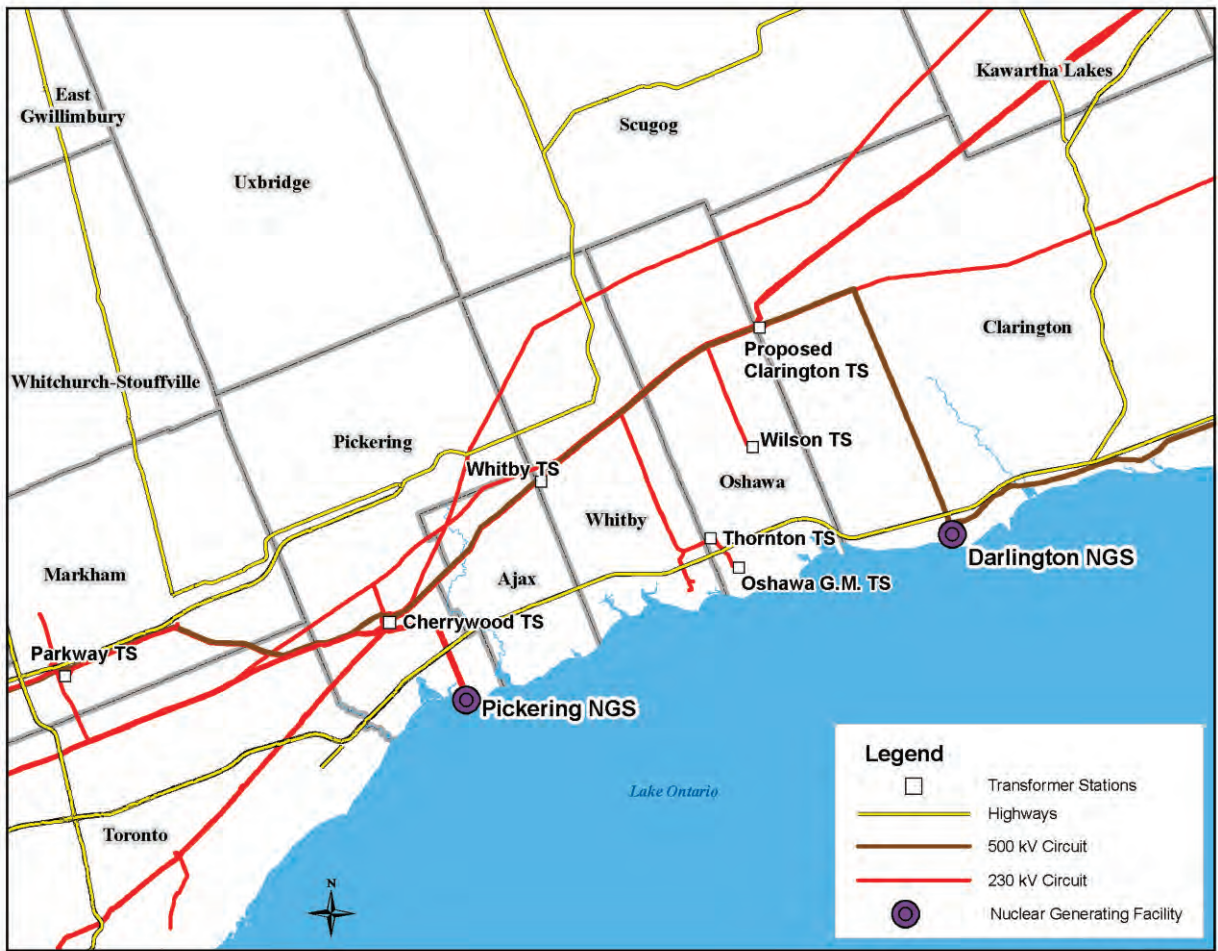 East
Gwillimbury
Kawartha Lakes
Scugog
Uxbridge
Clarington
Proposed
Clarington TS
Whitchurch-Stouffville
Pickering
Wilson TS
Whitby TS
Oshawa
Whitby
Thornton TS
Markham
Ajax
Oshawa G.M. TS
Darlington NGS
Cherrywood TS
Parkway TS
Pickering NGS
Lake Ontario
Toronto
N
Legend
Transformer Stations
Highways
500 kV Circuit
230 kV Circuit
Nuclear Generating Facility